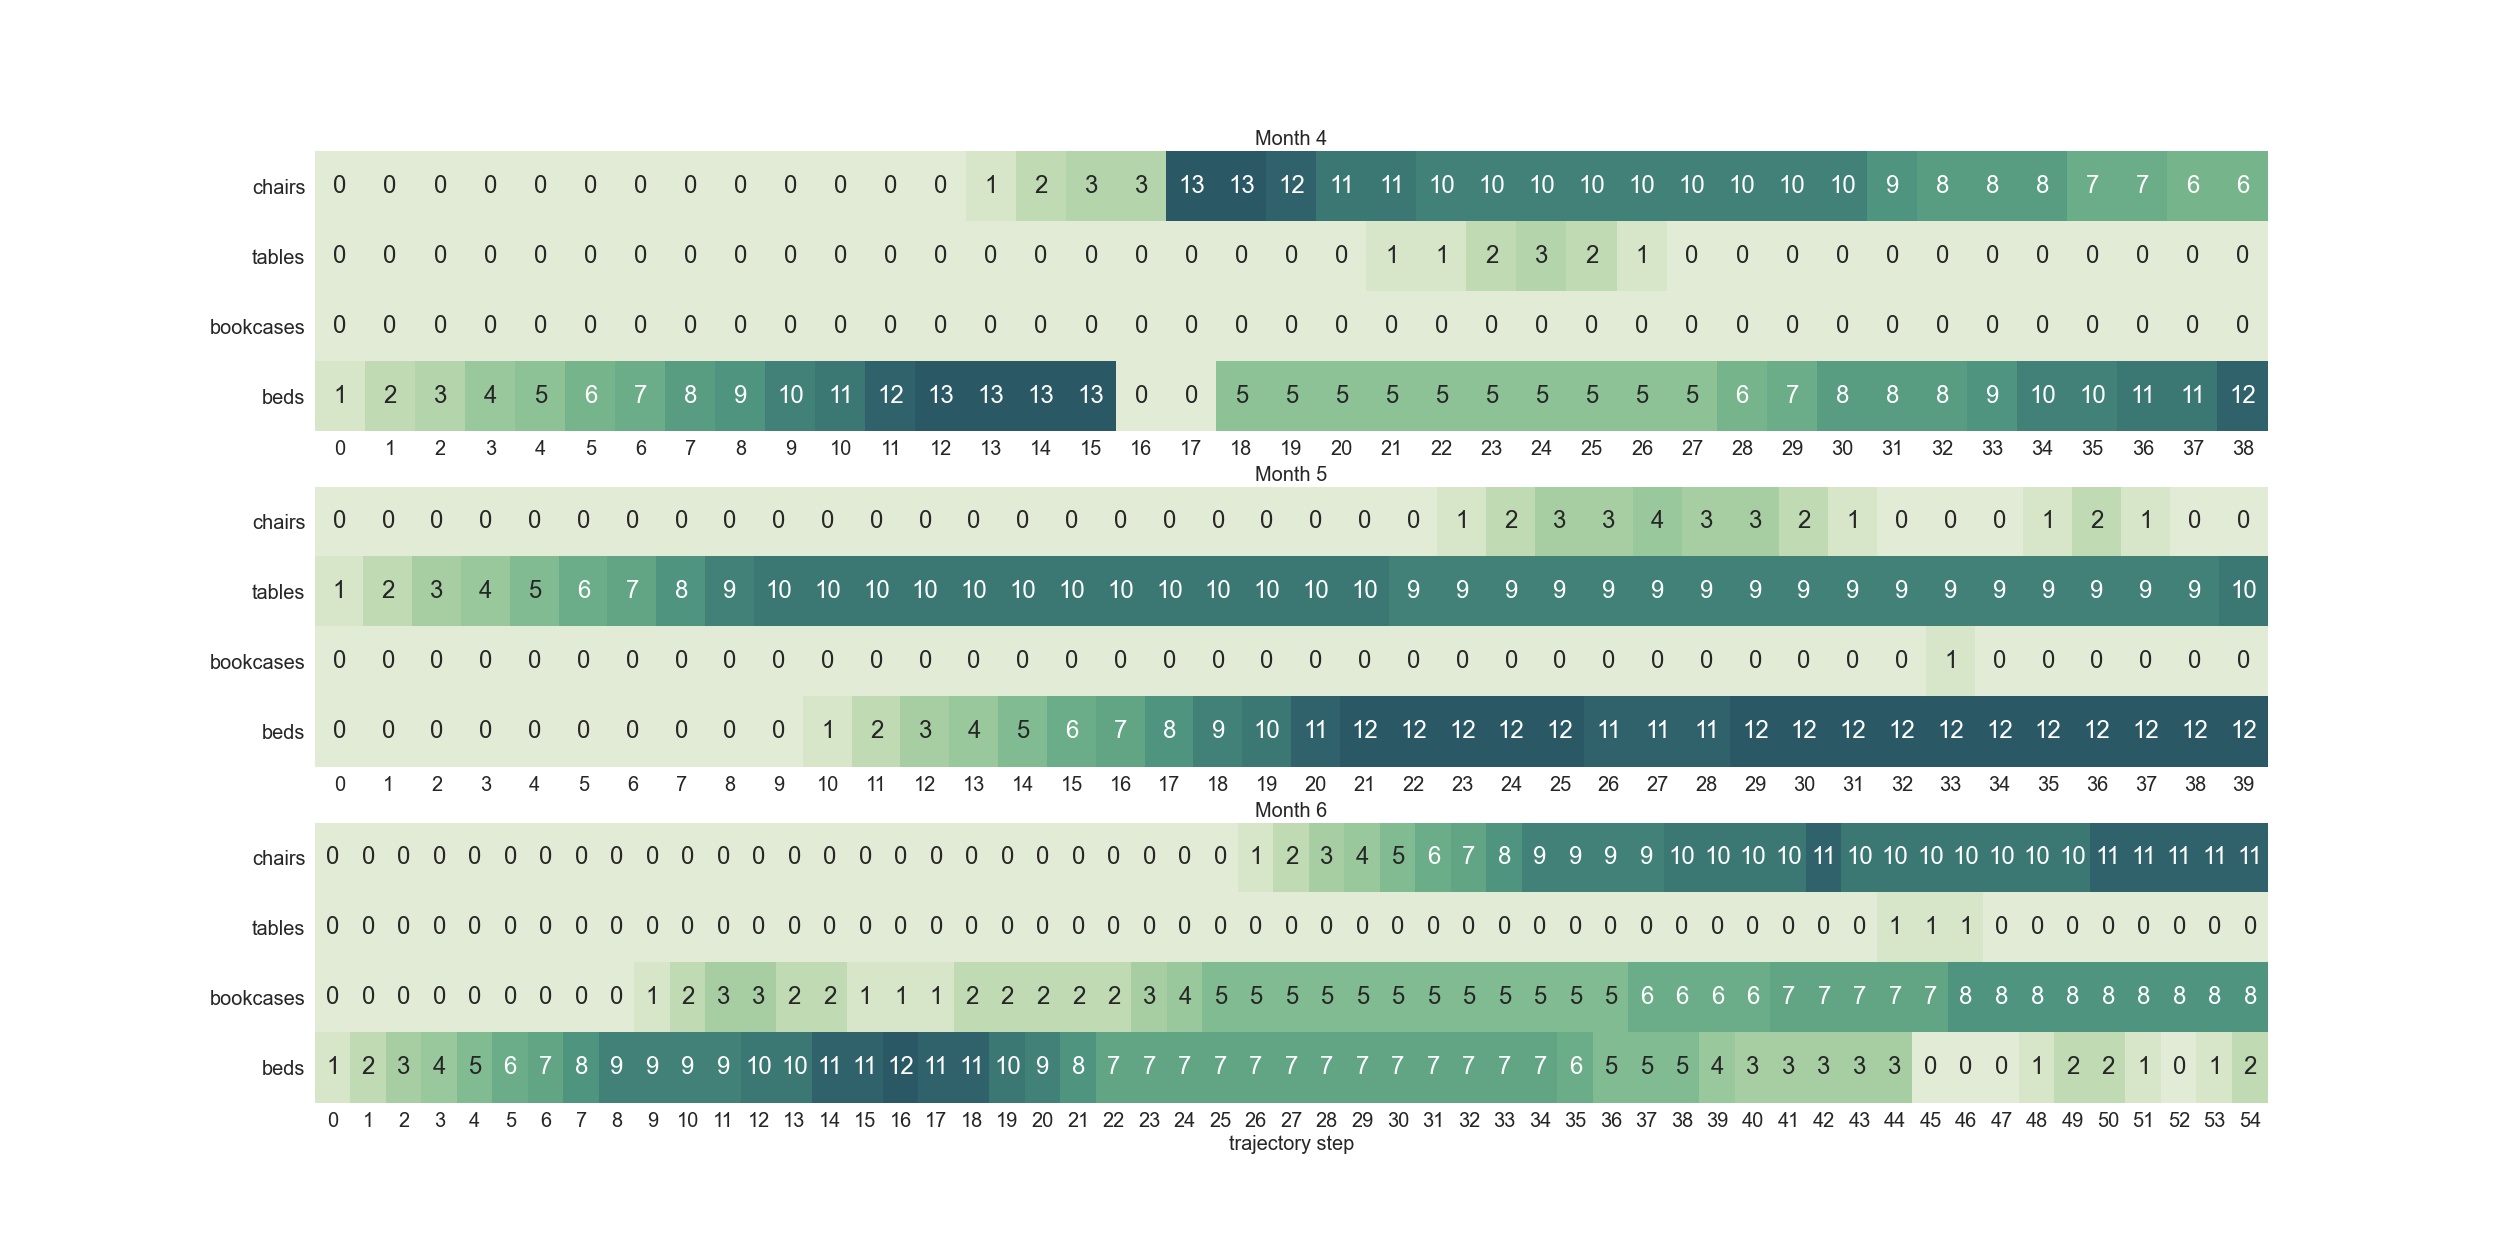 Month 4
chairs 0 0 0 0 0 0 0 0 0 0 0 0 0 1 2 3 3 13 13 12 11 11 10 10 10 10 10 10 10 10 10 9 8 8 8 7 7 6 6
tables 0 0 0 0 0 0 0 0 0 0 0 0 0 0 0 0 0 0 0 0 0 1 1 2 3 2 1 0 0 0 0 0 0 0 0 0 0 0 0
bookcases 0 0 0 0 0 0 0 0 0 0 0 0 0 0 0 0 0 0 0 0 0 0 0 0 0 0 0 0 0 0 0 0 0 0 0 0 0 0 0
beds 1 2 3 4 5 6 7 8 9 10 11 12 13 13 13 13 0 0 5 5 5 5 5 5 5 5 5 5 6 7 8 8 8 9 10 10 11 11 12
0 1 2 3 4 5 6 7 8 9 10 11 12 13 14 15 16 17 18 19 20 21 22 23 24 25 26 27 28 29 30 31 32 33 34 35 36 37 38
Month 5
chairs 0 0 0 0 0 0 0 0 0 0 0 0 0 0 0 0 0 0 0 0 0 0 0 1 2 3 3 4 3 3 2 1 0 0 0 1 2 1 0 0
tables 1 2 3 4 5 6 7 8 9 10 10 10 10 10 10 10 10 10 10 10 10 10 9 9 9 9 9 9 9 9 9 9 9 9 9 9 9 9 9 10
bookcases 0 0 0 0 0 0 0 0 0 0 0 0 0 0 0 0 0 0 0 0 0 0 0 0 0 0 0 0 0 0 0 0 0 1 0 0 0 0 0 0
beds 0 0 0 0 0 0 0 0 0 0 1 2 3 4 5 6 7 8 9 10 11 12 12 12 12 12 11 11 11 12 12 12 12 12 12 12 12 12 12 12
0 1 2 3 4 5 6 7 8 9 10 11 12 13 14 15 16 17 18 19 20 21 22 23 24 25 26 27 28 29 30 31 32 33 34 35 36 37 38 39
Month 6
chairs 0 0 0 0 0 0 0 0 0 0 0 0 0 0 0 0 0 0 0 0 0 0 0 0 0 0 1 2 3 4 5 6 7 8 9 9 9 9 10 10 10 10 11 10 10 10 10 10 10 10 11 11 11 11 11
tables 0 0 0 0 0 0 0 0 0 0 0 0 0 0 0 0 0 0 0 0 0 0 0 0 0 0 0 0 0 0 0 0 0 0 0 0 0 0 0 0 0 0 0 0 1 1 1 0 0 0 0 0 0 0 0
bookcases 0 0 0 0 0 0 0 0 0 1 2 3 3 2 2 1 1 1 2 2 2 2 2 3 4 5 5 5 5 5 5 5 5 5 5 5 5 6 6 6 6 7 7 7 7 7 8 8 8 8 8 8 8 8 8
beds 1 2 3 4 5 6 7 8 9 9 9 9 10 10 11 11 12 11 11 10 9 8 7 7 7 7 7 7 7 7 7 7 7 7 7 6 5 5 5 4 3 3 3 3 3 0 0 0 1 2 2 1 0 1 2
0 1 2 3 4 5 6 7 8 9 10 11 12 13 14 15 16 17 18 19 20 21 22 23 24 25 26 27 28 29 30 31 32 33 34 35 36 37 38 39 40 41 42 43 44 45 46 47 48 49 50 51 52 53 54
trajectory step